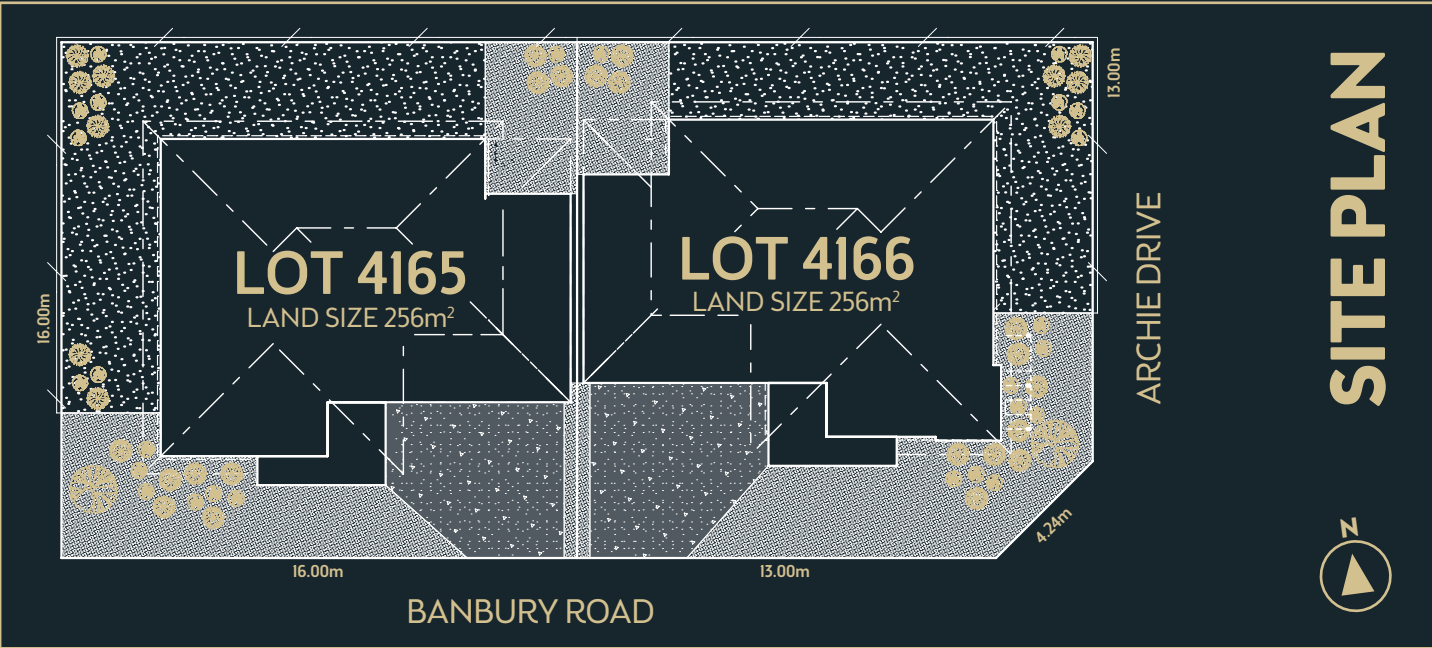 13.00m
LOT 4165
LAND SIZE 256m²
LOT 4166
LAND SIZE 256m²
16.00m
ARCHIE DRIVE
SITE PLAN
4.24m
N
16.00m
13.00m
BANBURY ROAD